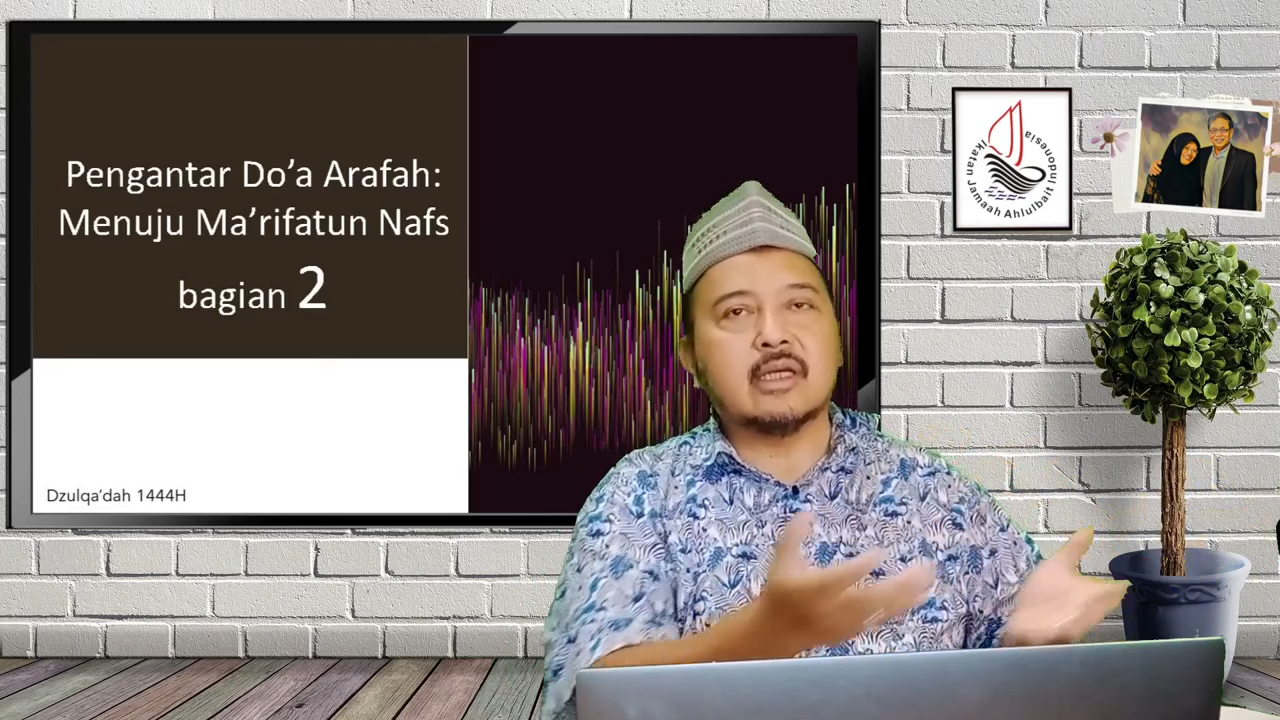 Pengantar Do’a Arafah:
Menuju Ma’rifatun Nafs
bagian 2
Dzulqa’dah 1444H
Ikatan Jamaah Ahlulbait Indonesia